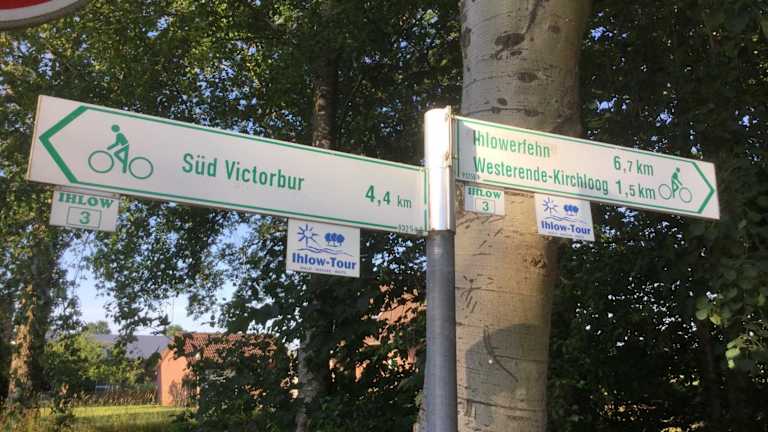 Süd Victorbur 4,4 km
IHLOW
3
Ihlow-Tour
Ihlowerfehn 6,7 km
Westerende-Kirchloog 1,5 km
IHLOW
3
Ihlow-Tour